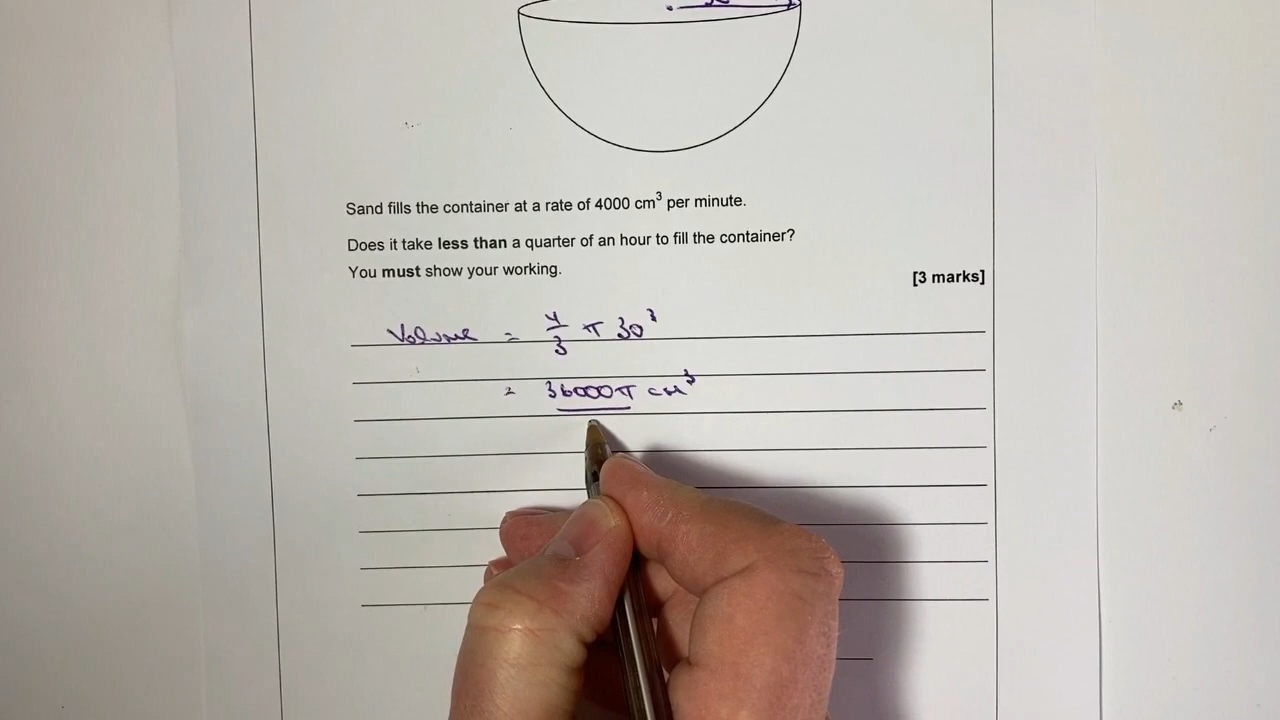 Sand fills the container at a rate of 4000 cm³ per minute.
Does it take less than a quarter of an hour to fill the container?
You must show your working.
[3 marks]
Volume = 4/3 π 30³
= 36000π cm³